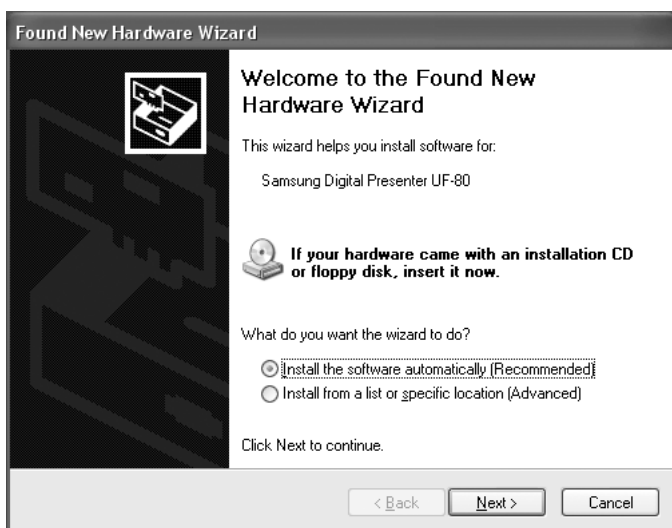 Found New Hardware Wizard
Welcome to the Found New
Hardware Wizard
This wizard helps you install software for:
Samsung Digital Presenter UF-80
If your hardware came with an installation CD
or floppy disk, insert it now.
What do you want the wizard to do?
Install the software automatically (Recommended)
Install from a list or specific location (Advanced)
Click Next to continue.
< Back Next > Cancel